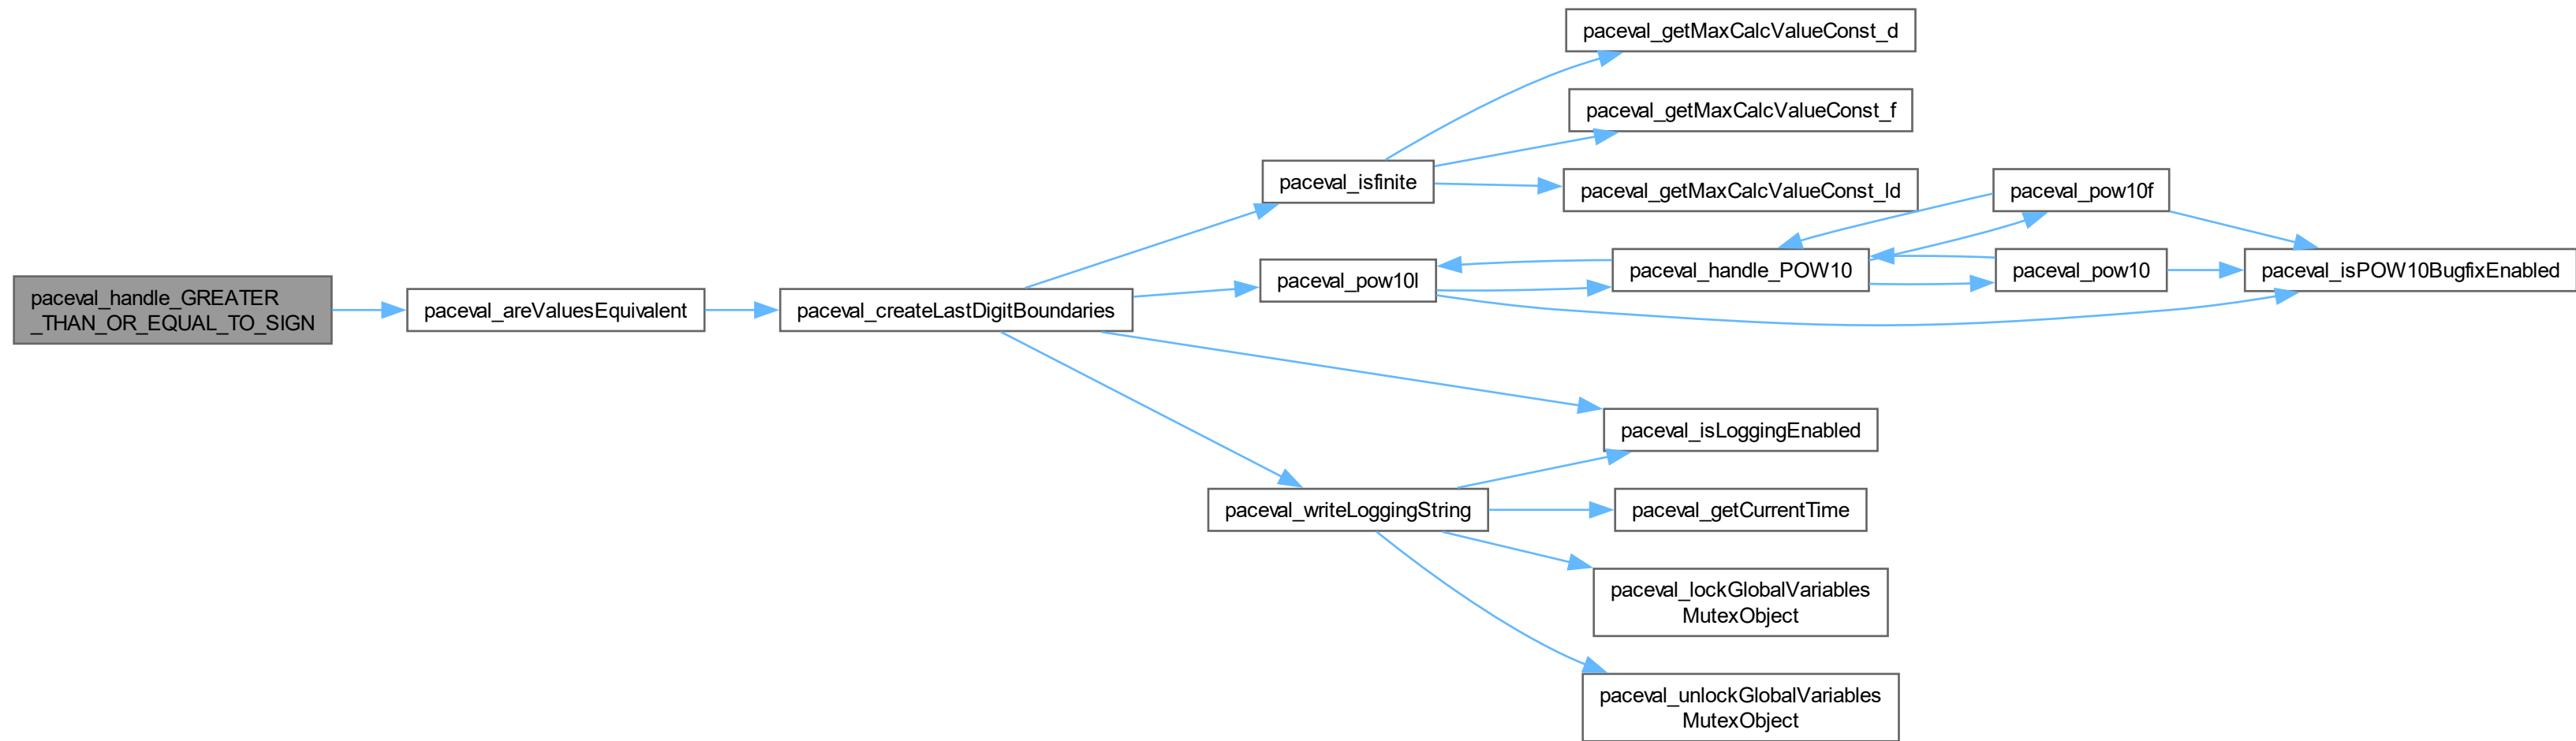 paceval_getMaxCalcValueConst_d
paceval_getMaxCalcValueConst_f
paceval_isfinite
paceval_getMaxCalcValueConst_ld
paceval_pow10f
paceval_handle_GREATER
_THAN_OR_EQUAL_TO_SIGN
paceval_areValuesEquivalent
paceval_createLastDigitBoundaries
paceval_pow10l
paceval_handle_POW10
paceval_pow10
paceval_isPOW10BugfixEnabled
paceval_isLoggingEnabled
paceval_writeLoggingString
paceval_getCurrentTime
paceval_lockGlobalVariables
MutexObject
paceval_unlockGlobalVariables
MutexObject